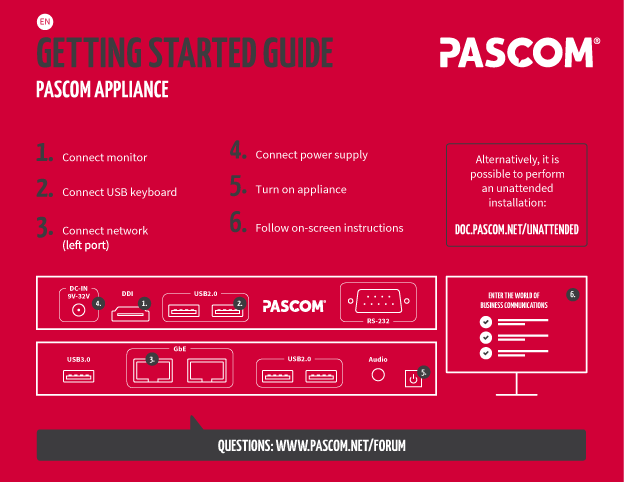 EN
GETTING STARTED GUIDE
PASCOM®
PASCOM APPLIANCE
1. Connect monitor
2. Connect USB keyboard
3. Connect network
(left port)
4. Connect power supply
5. Turn on appliance
6. Follow on-screen instructions
Alternatively, it is
possible to perform
an unattended
installation:
DOC.PASCOM.NET/UNATTENDED
DC-IN
9V-32V
4.
DDI
1.
USB2.0
2.
PASCOM®
RS-232
USB3.0
GbE
3.
USB2.0
Audio
5.
ENTER THE WORLD OF
BUSINESS COMMUNICATIONS
6.
QUESTIONS: WWW.PASCOM.NET/FORUM